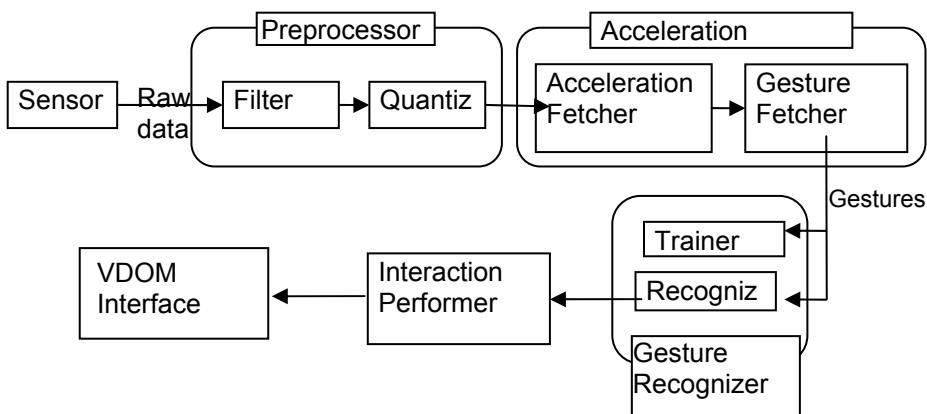 Preprocessor
Acceleration
Sensor
Raw
data
Filter
Quantiz
Acceleration
Fetcher
Gesture
Fetcher
Gestures
Trainer
Recogniz
Gesture
Recognizer
Interaction
Performer
VDOM
Interface